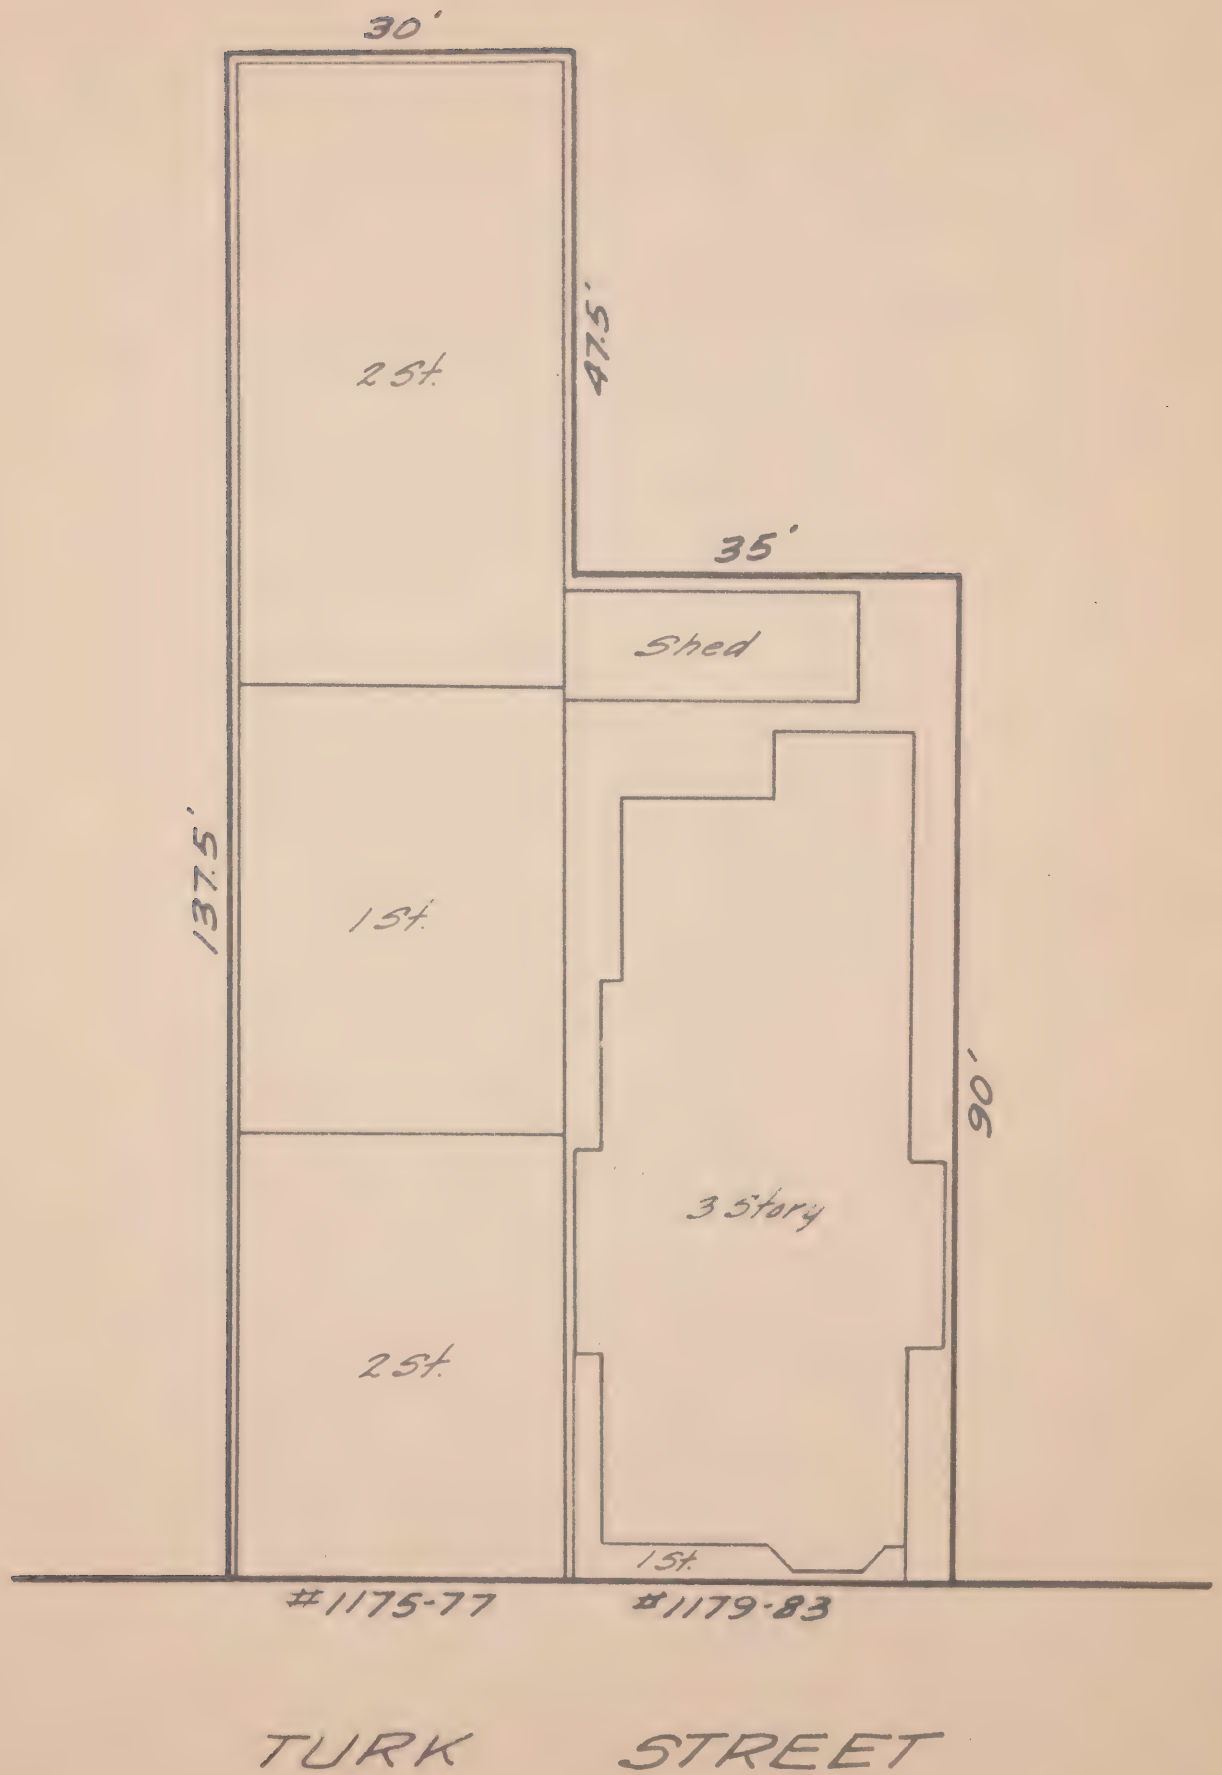 30'
47.5'
2 St.
35'
Shed
137.5'
1 St.
90'
3 Story
2 St.
1 St.
#1175-77
#1179-83
TURK STREET